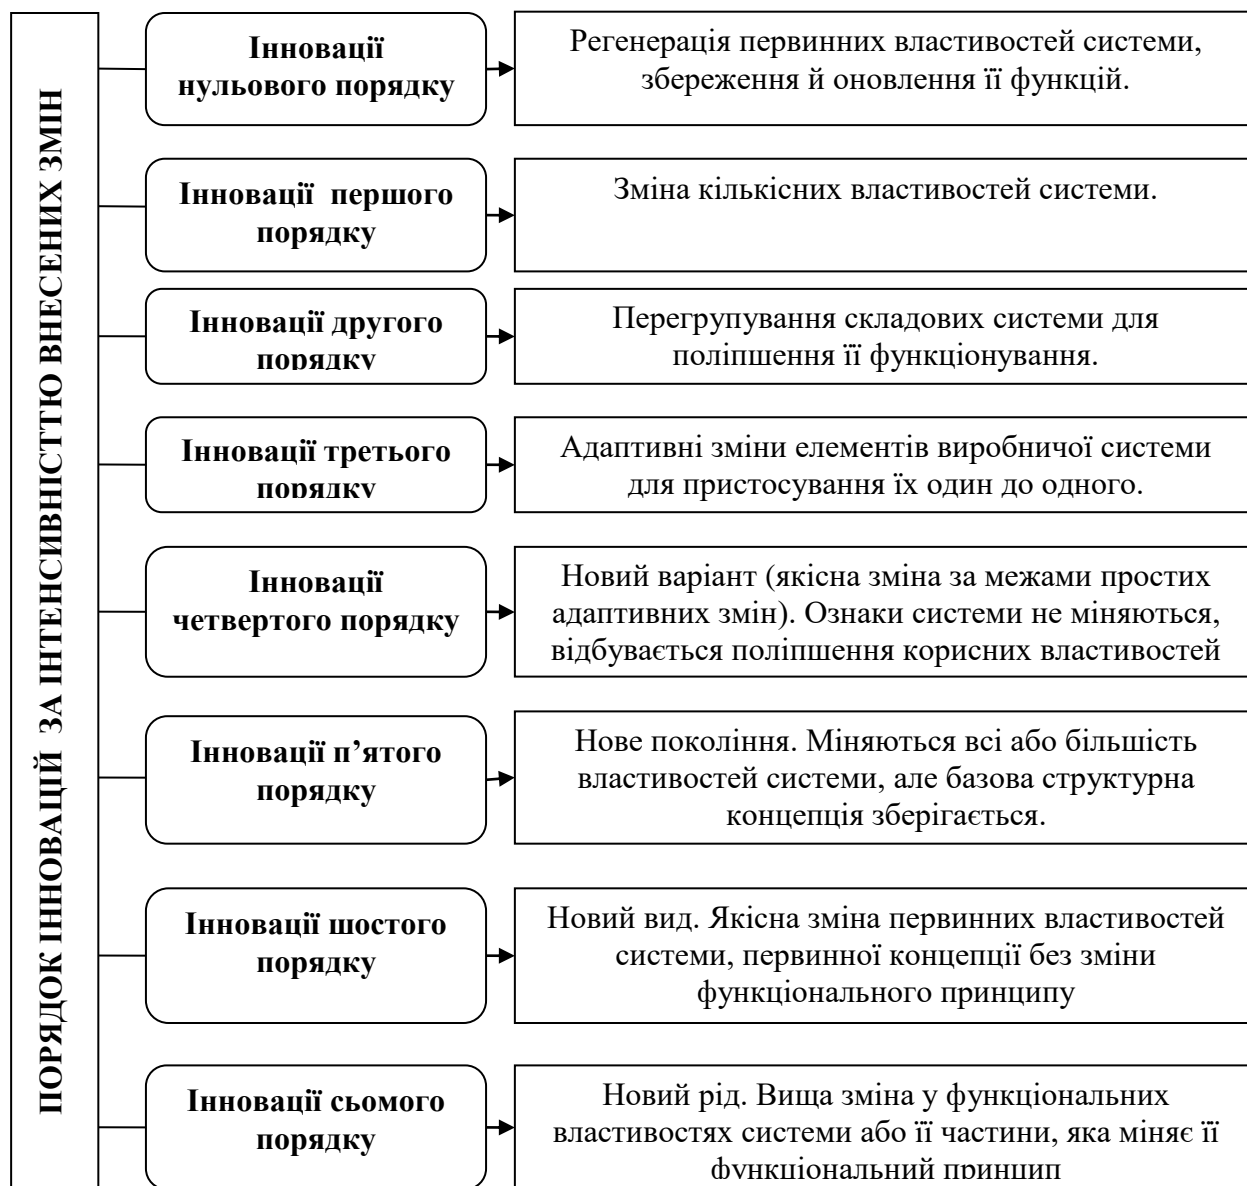 ПОРЯДОК ІННОВАЦІЙ ЗА ІНТЕНСИВНІСТТЮ ВНЕСЕНИХ ЗМІН
Інновації
нульового порядку
Регенерація первинних властивостей системи,
збереження й оновлення її функцій.
Інновації першого
порядку
Зміна кількісних властивостей системи.
Інновації другого
порядку
Перегрупування складових системи для
поліпшення її функціонування.
Інновації третього
порядку
Адаптивні зміни елементів виробничої системи
для пристосування їх один до одного.
Інновації
четвертого порядку
Новий варіант (якісна зміна за межами простих
адаптивних змін). Ознаки системи не міняються,
відбувається поліпшення корисних властивостей
Інновації п’ятого
порядку
Нове покоління. Міняються всі або більшість
властивостей системи, але базова структурна
концепція зберігається.
Інновації шостого
порядку
Новий вид. Якісна зміна первинних властивостей
системи, первинної концепції без зміни
функціонального принципу
Інновації сьомого
порядку
Новий рід. Вища зміна у функціональних
властивостях системи або її частини, яка міняє її
функціональний принцип